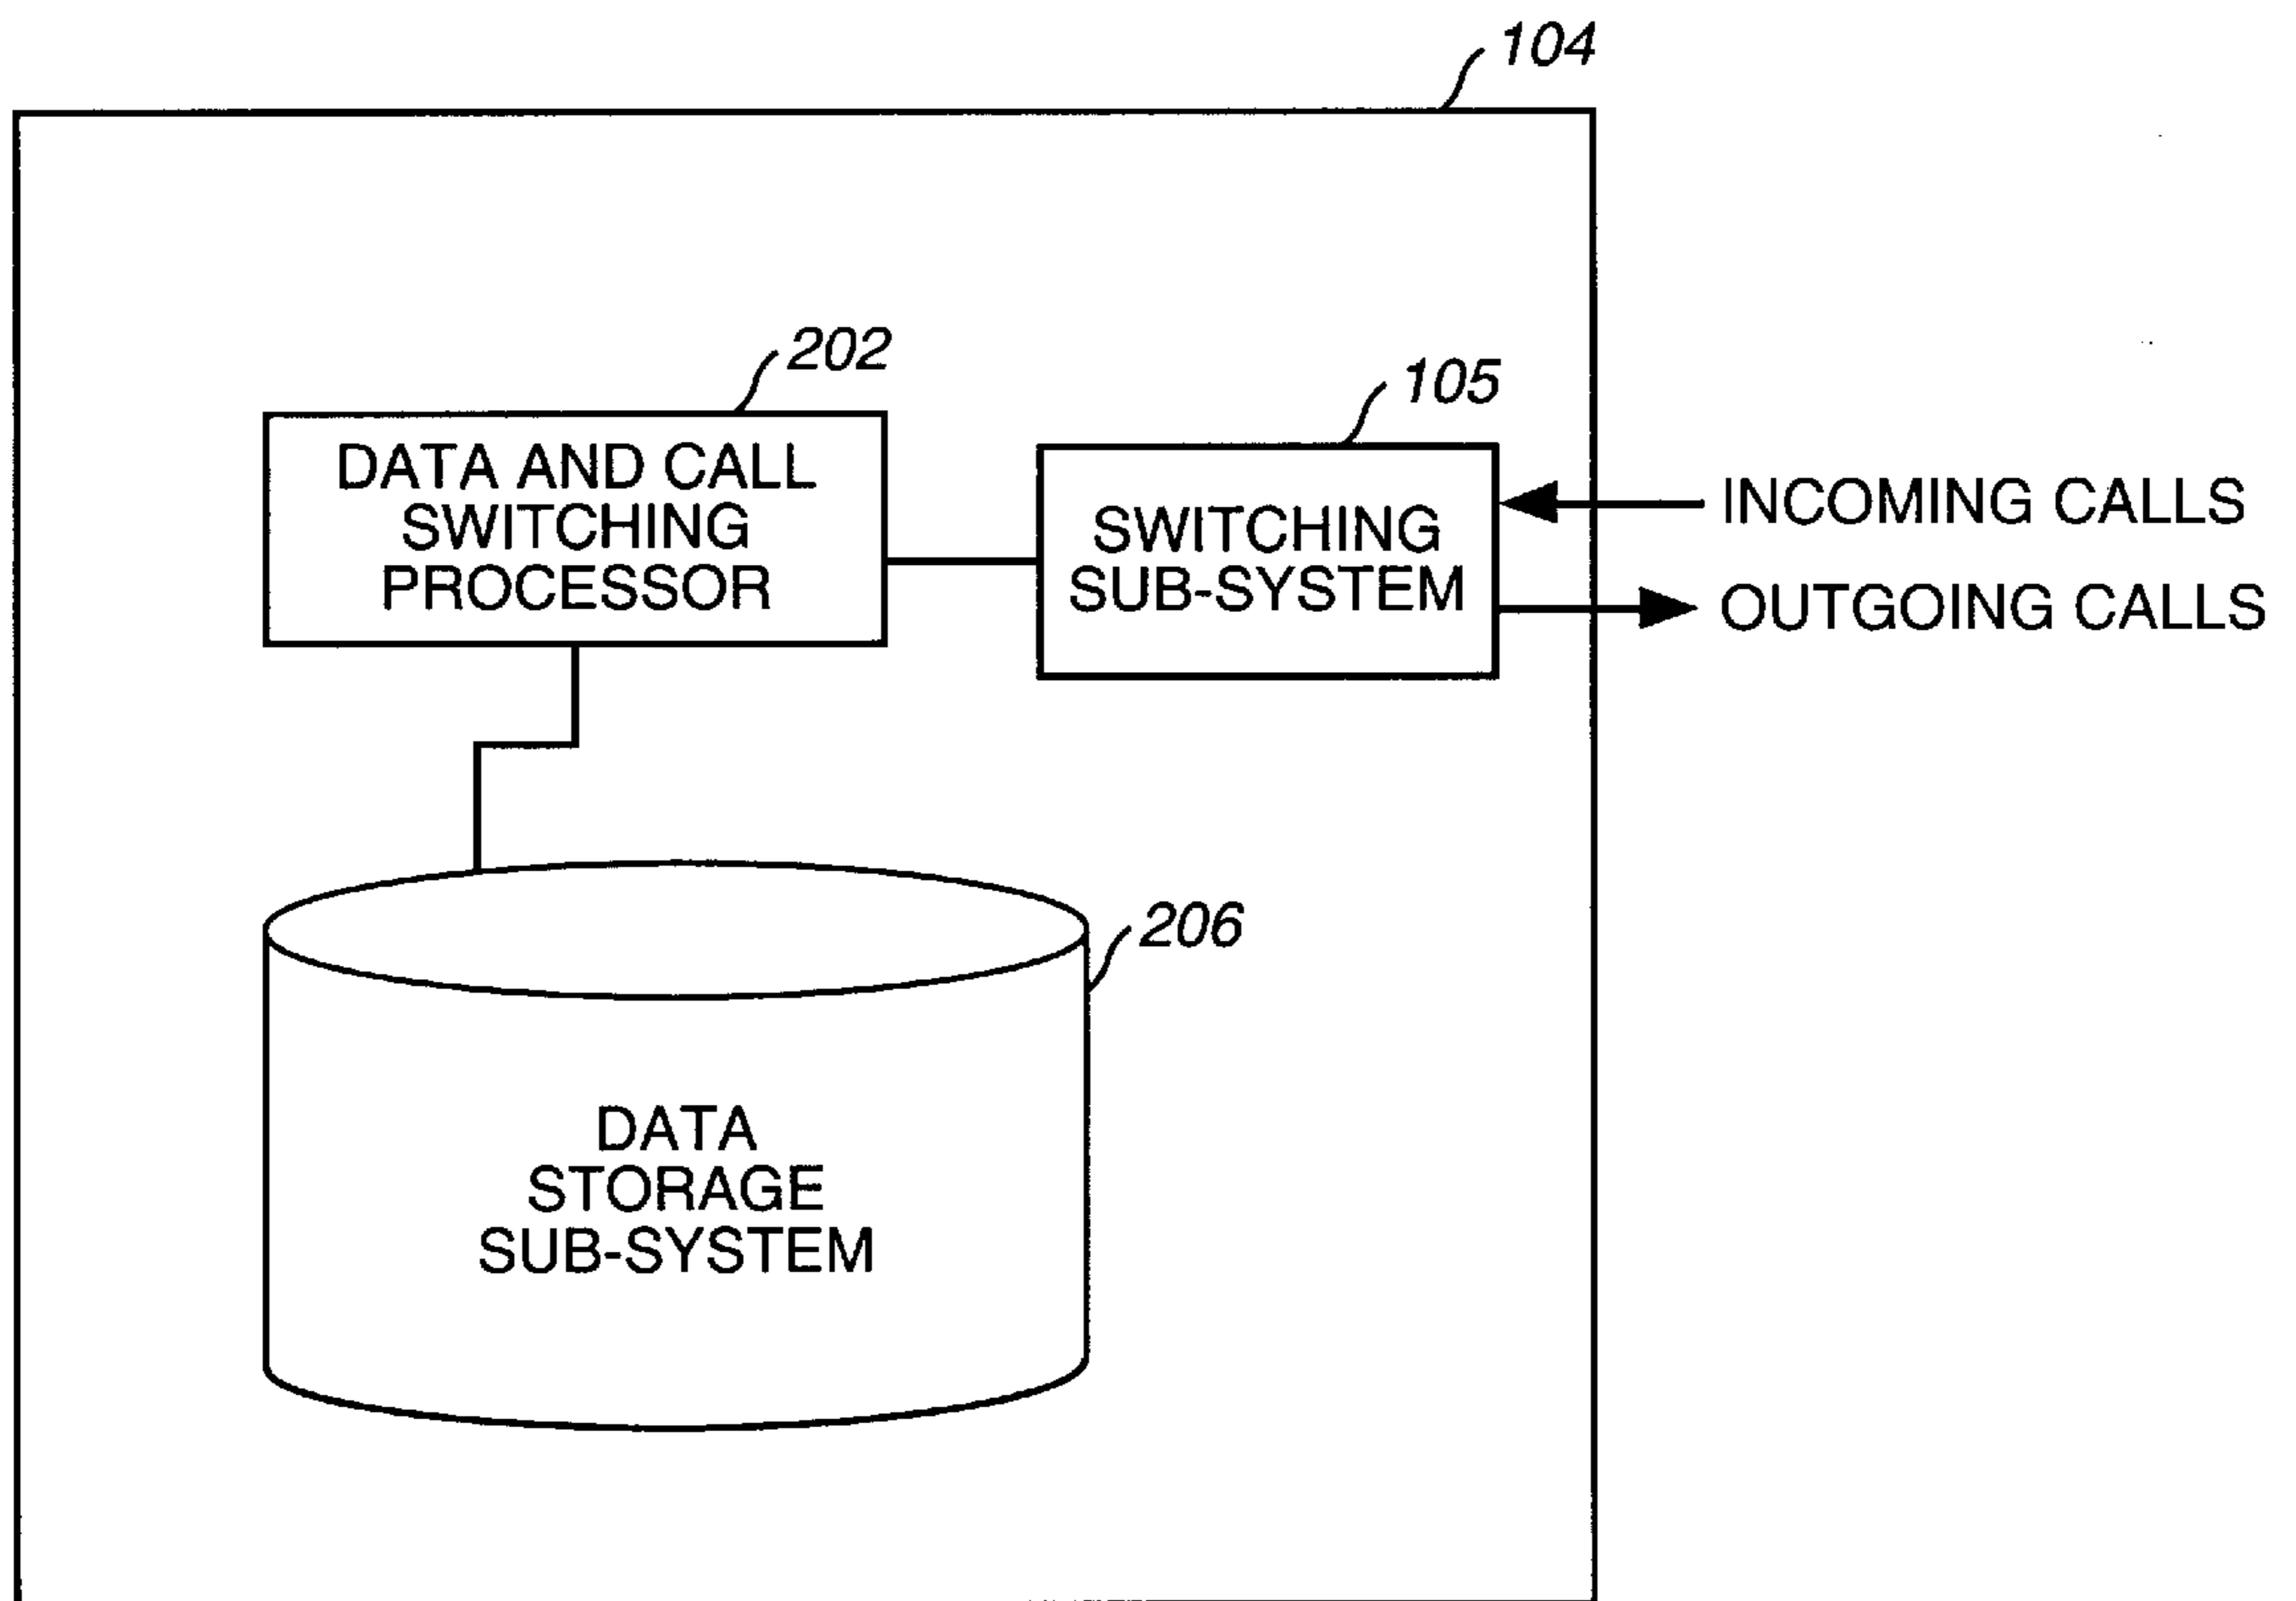 104
202
DATA AND CALL
SWITCHING
PROCESSOR
105
SWITCHING
SUB-SYSTEM
INCOMING CALLS
OUTGOING CALLS
206
DATA
STORAGE
SUB-SYSTEM